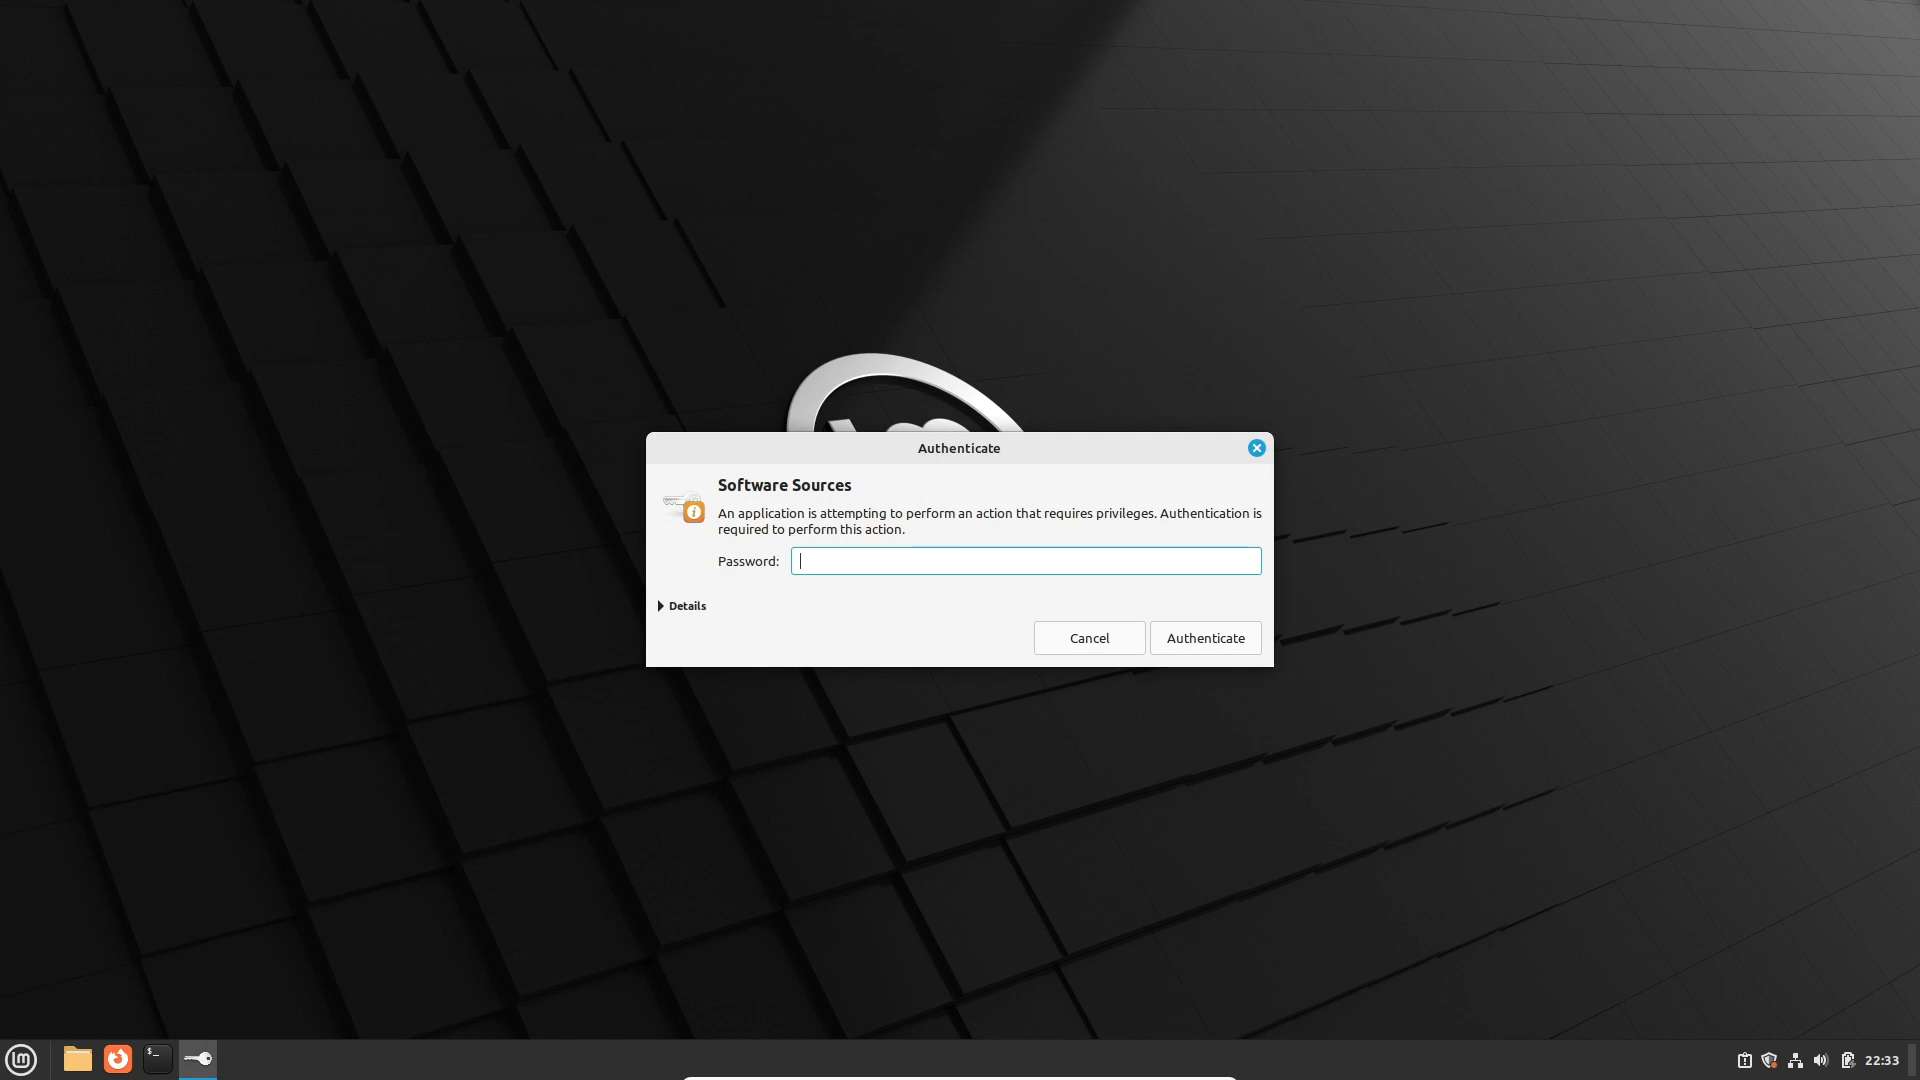 Authenticate
Software Sources
An application is attempting to perform an action that requires privileges. Authentication is
required to perform this action.
Password:
Details
Cancel
Authenticate
$_
22:33